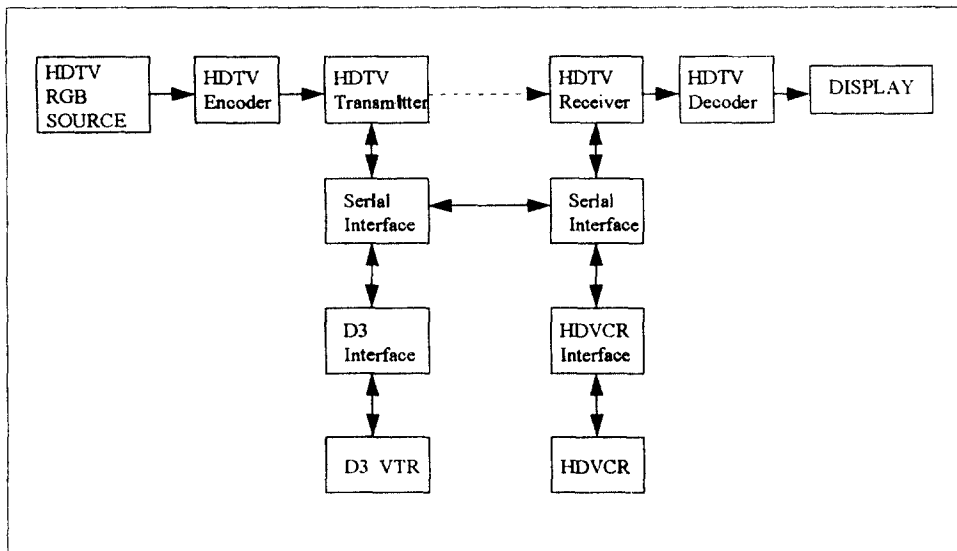 HDTV
RGB
SOURCE
HDTV
Encoder
HDTV
Transmitter
HDTV
Receiver
HDTV
Decoder
DISPLAY
Serial
Interface
Serial
Interface
D3
Interface
HDVCR
Interface
D3 VTR
HDVCR